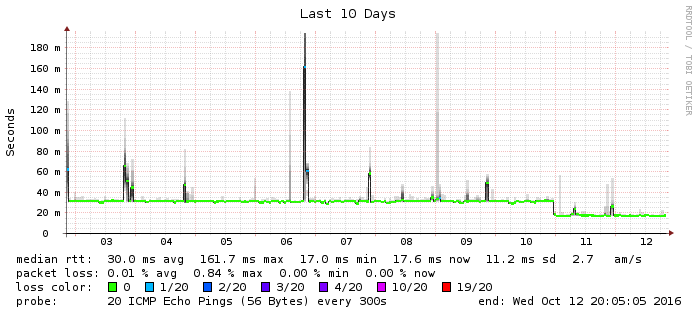 Last 10 Days
RRDTOOL / TOBI OETIKER
Seconds
180 m
160 m
140 m
120 m
100 m
80 m
60 m
40 m
20 m
0
03 04 05 06 07 08 09 10 11 12
median rtt: 30.0 ms avg 161.7 ms max 17.0 ms min 17.6 ms now 11.2 ms sd 2.7 am/s
packet loss: 0.01 % avg 0.84 % max 0.00 % min 0.00 % now
loss color: 0 1/20 2/20 3/20 4/20 10/20 19/20
probe: 20 ICMP Echo Pings (56 Bytes) every 300s end: Wed Oct 12 20:05:05 2016